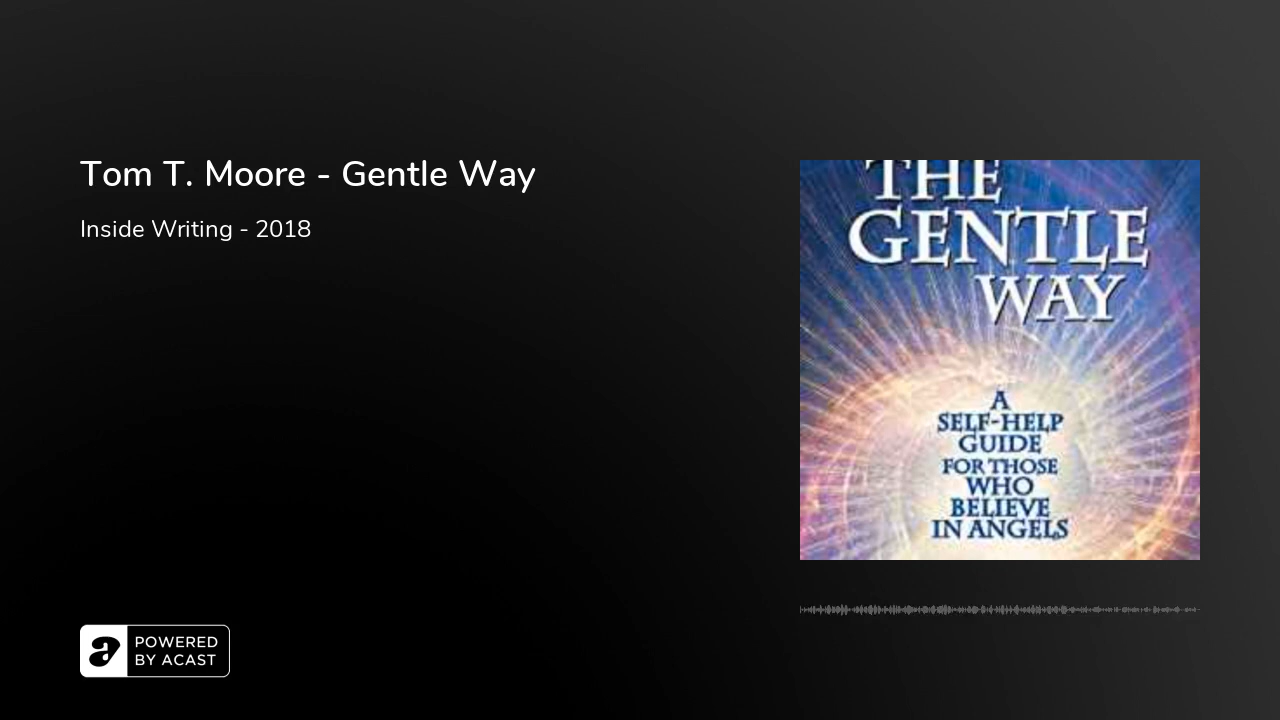 Tom T. Moore - Gentle Way
Inside Writing - 2018
THE
GENTLE
WAY
A
SELF-HELP
GUIDE
FOR THOSE
WHO
BELIEVE
IN ANGELS
a POWERED
BY ACAST